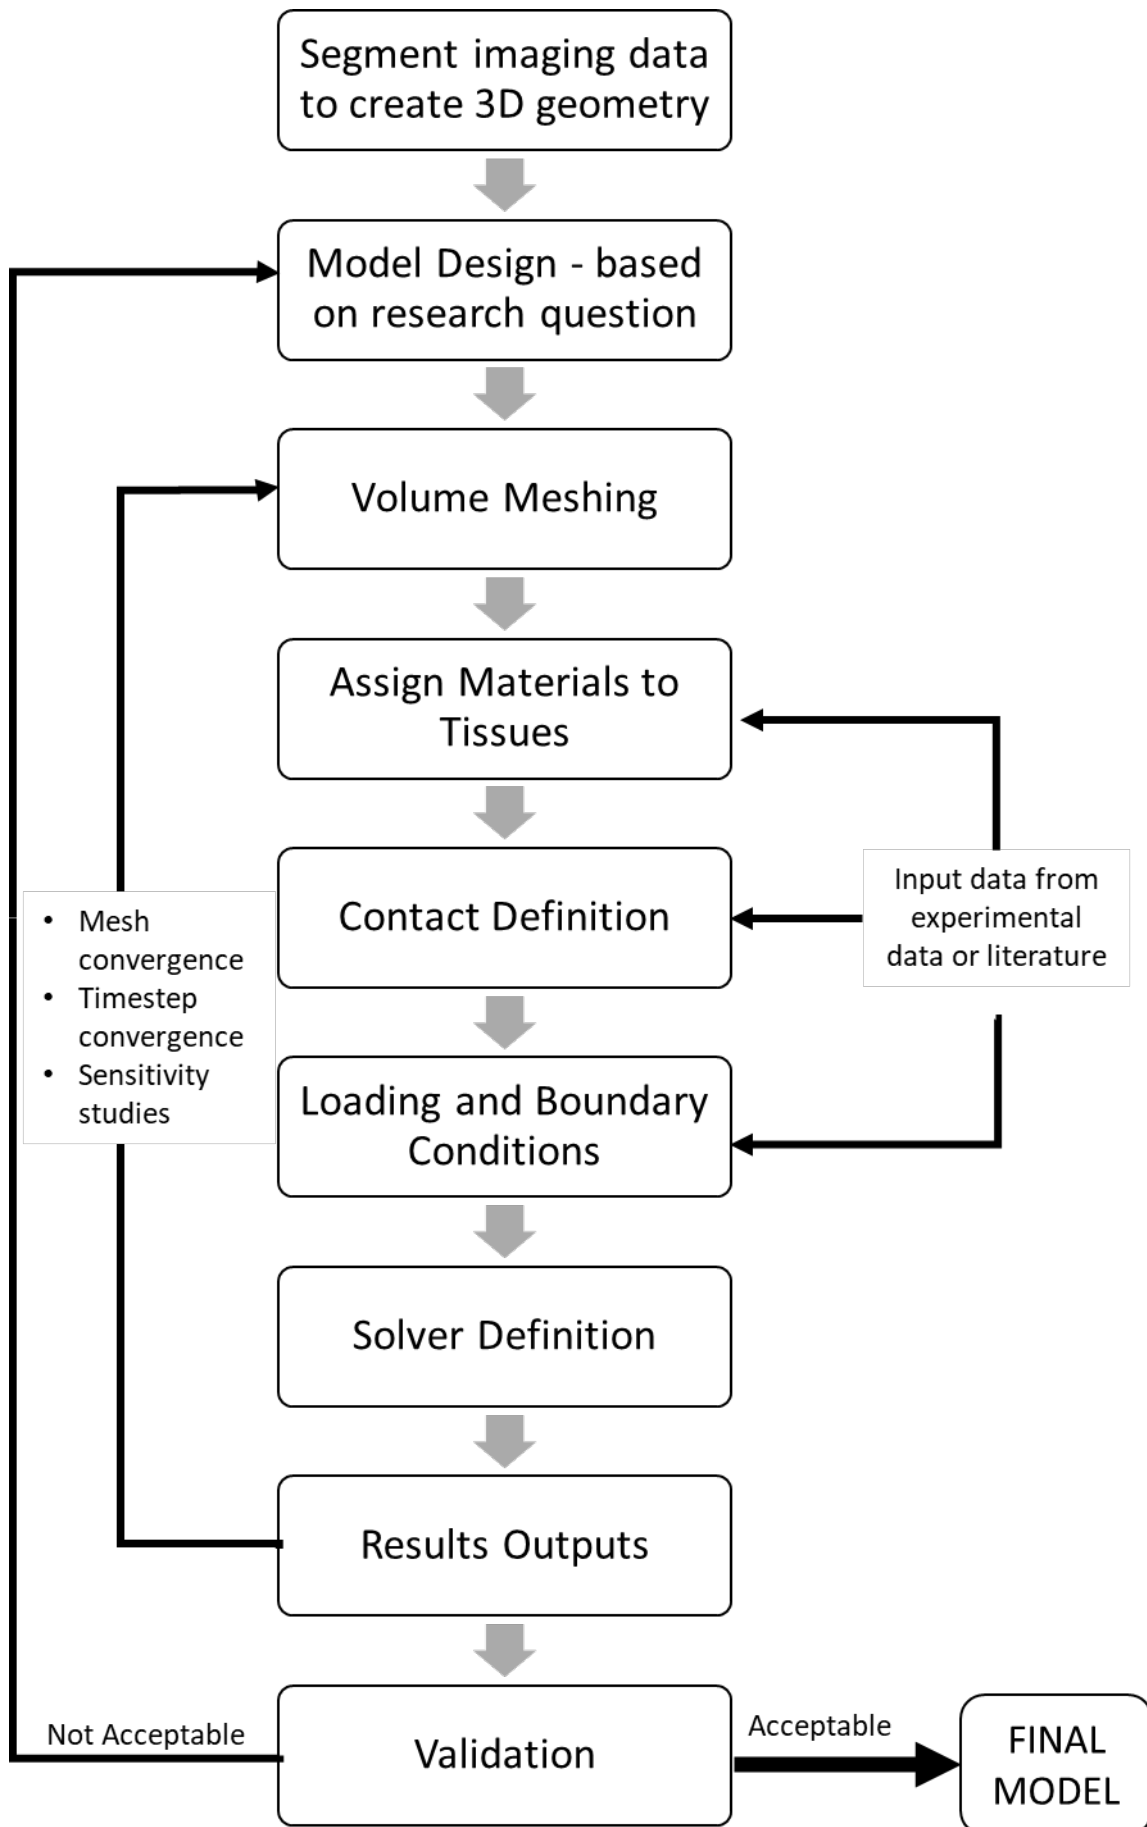 Segment imaging data
to create 3D geometry
Model Design - based
on research question
Volume Meshing
Assign Materials to
Tissues
Contact Definition
Input data from
experimental
data or literature
• Mesh
convergence
• Timestep
convergence
• Sensitivity
studies
Loading and Boundary
Conditions
Solver Definition
Results Outputs
Validation
Not Acceptable
Acceptable
FINAL
MODEL